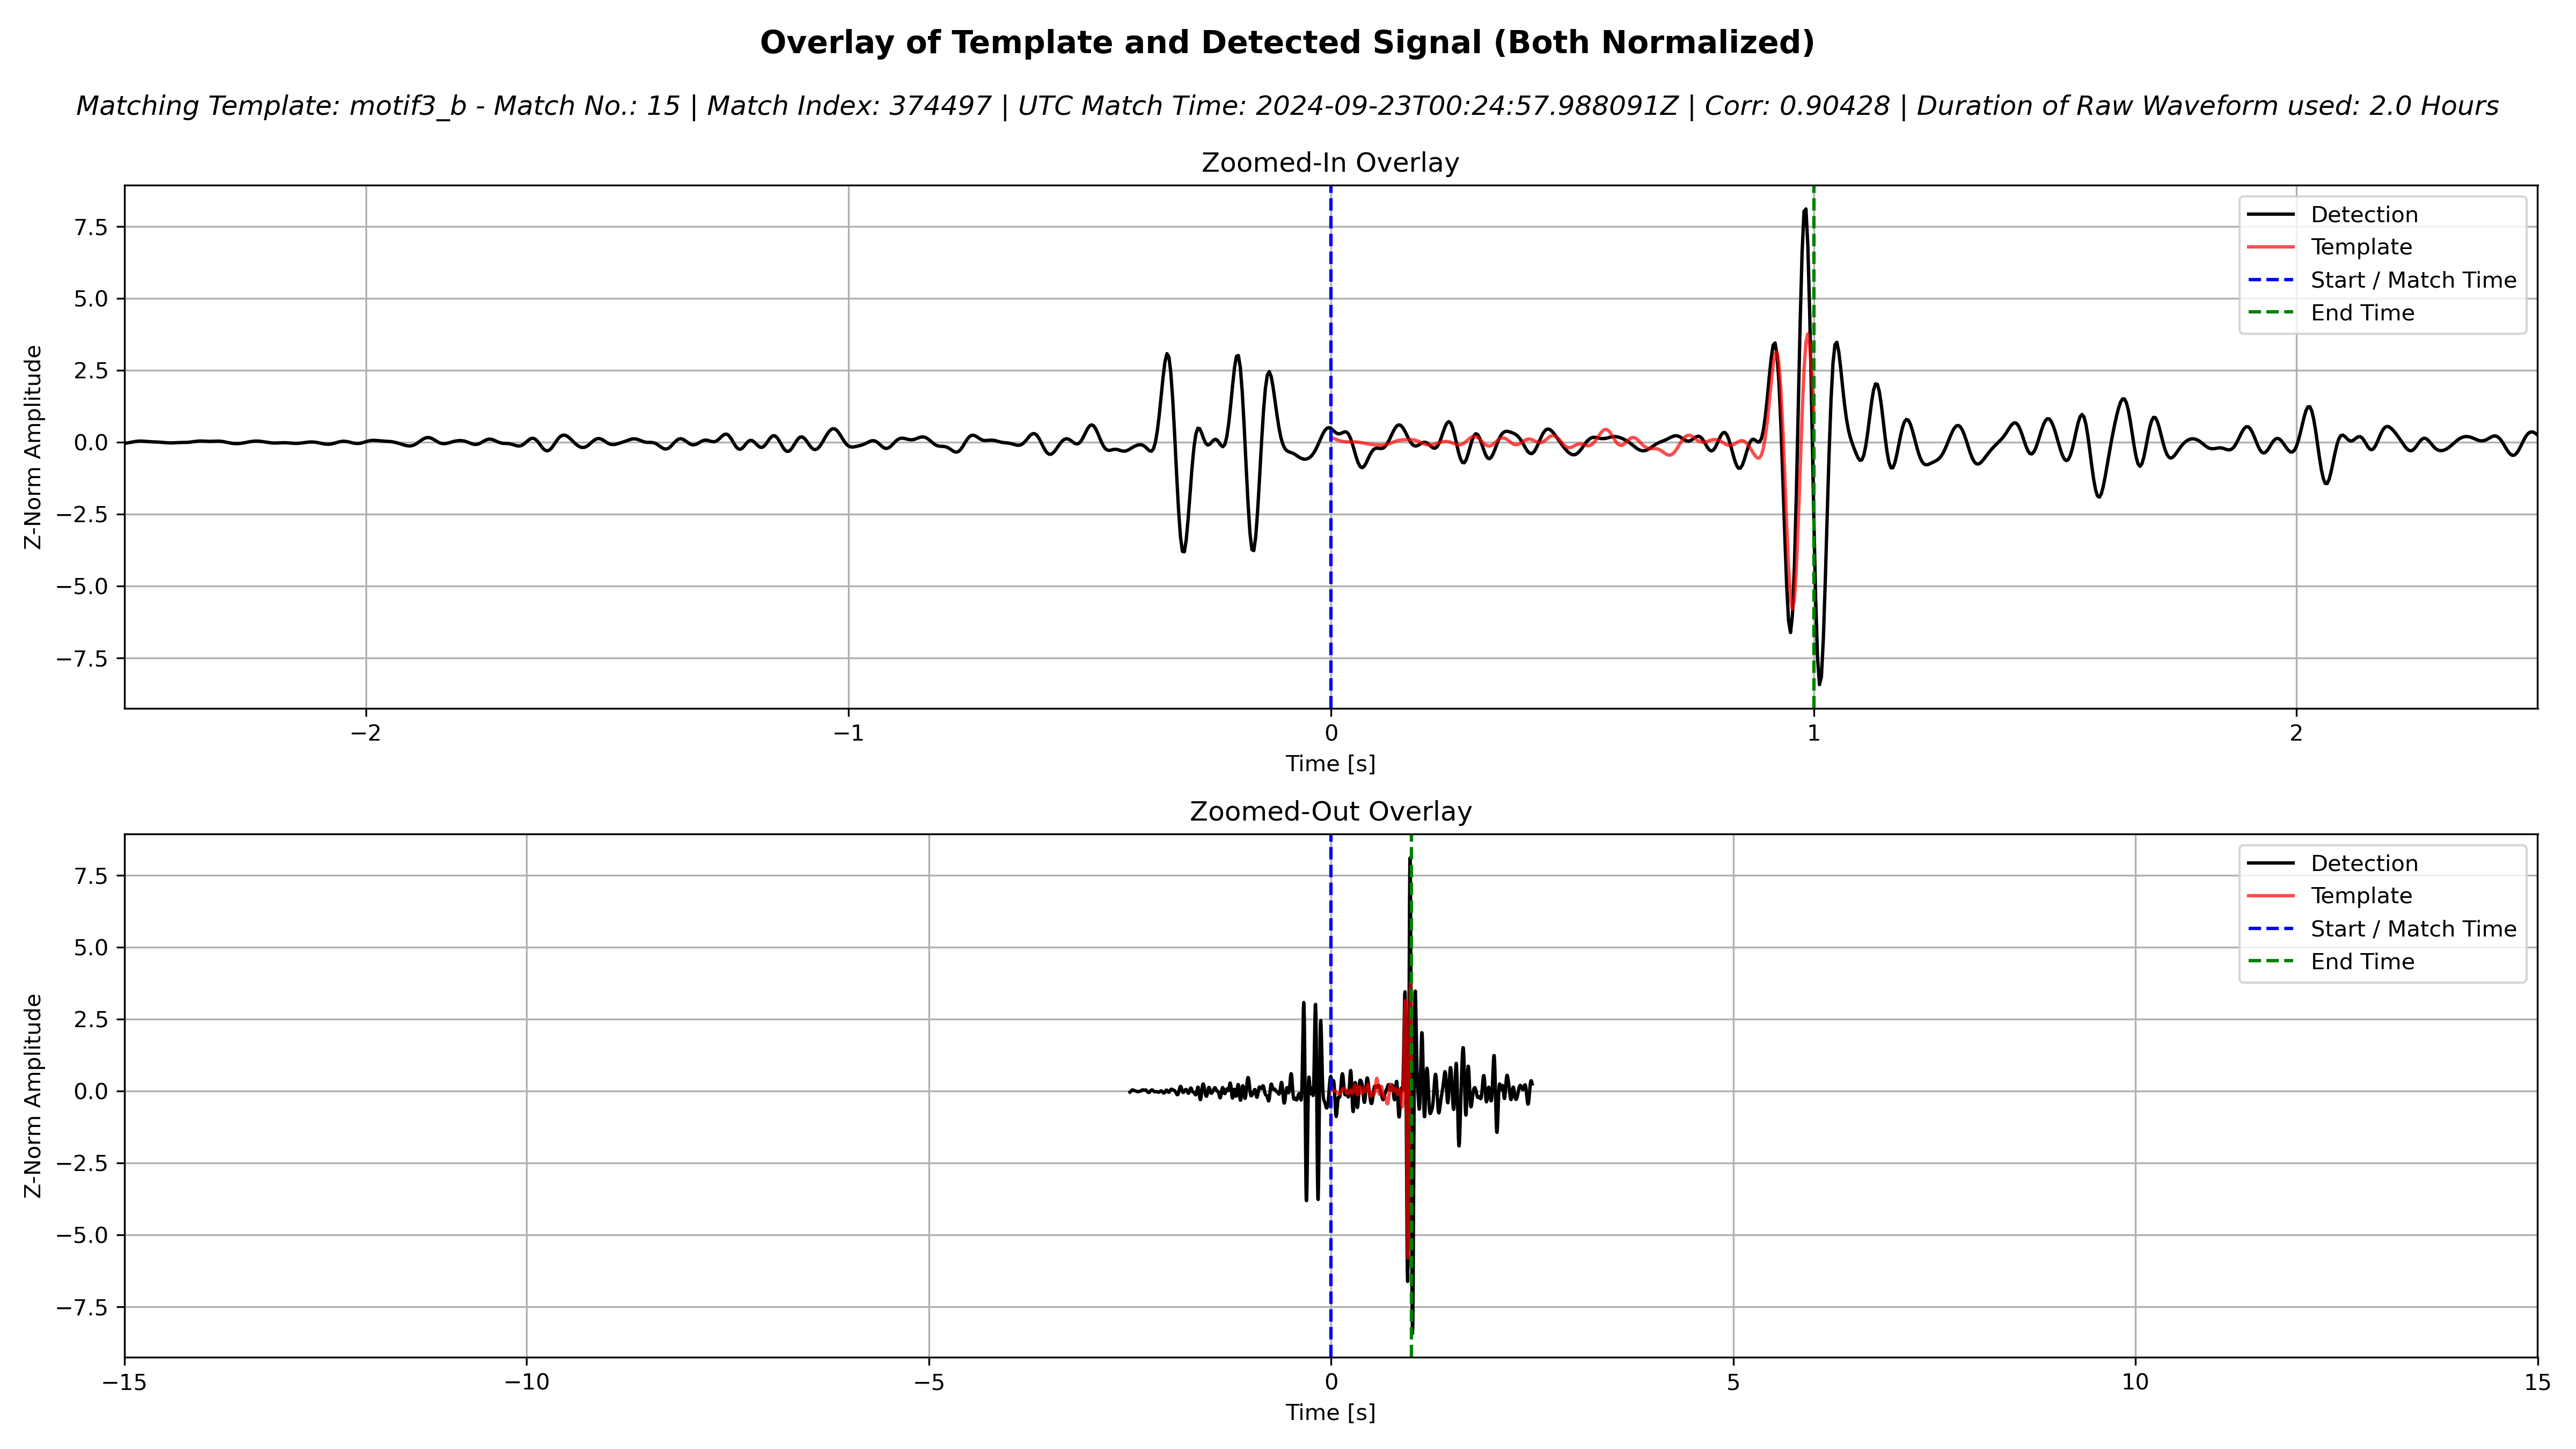 Overlay of Template and Detected Signal (Both Normalized)
Matching Template: motif3_b - Match No.: 15 | Match Index: 374497 | UTC Match Time: 2024-09-23T00:24:57.988091Z | Corr: 0.90428 | Duration of Raw Waveform used: 2.0 Hours
Zoomed-In Overlay
Z-Norm Amplitude
7.5
5.0
2.5
0.0
−2.5
−5.0
−7.5
Detection
Template
Start / Match Time
End Time
−2
−1
0
1
2
Time [s]
Zoomed-Out Overlay
Z-Norm Amplitude
7.5
5.0
2.5
0.0
−2.5
−5.0
−7.5
Detection
Template
Start / Match Time
End Time
−15
−10
−5
0
5
10
15
Time [s]